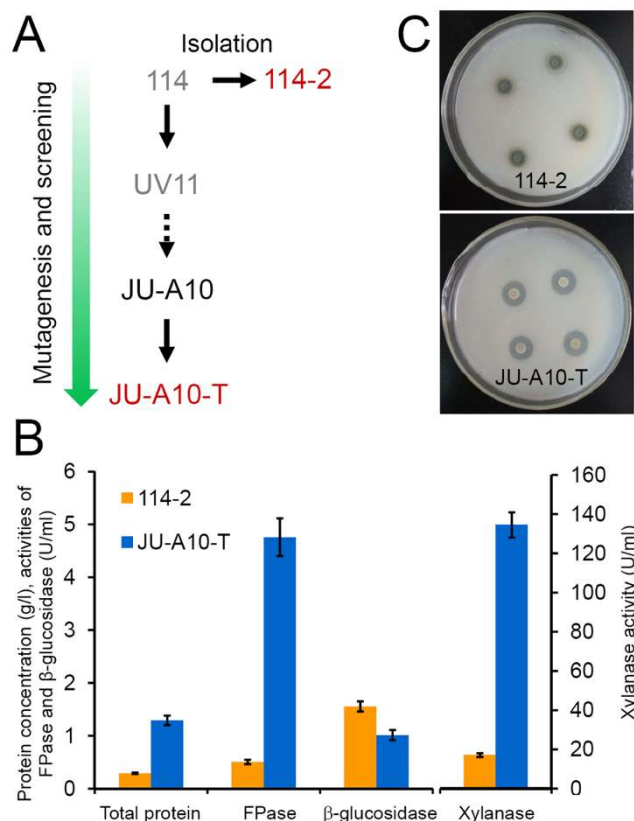 A
Isolation
114
114-2
UV11
JU-A10
JU-A10-T
Mutagenesis and screening
C
114-2
JU-A10-T
B
Protein concentration (g/l), activities of
FPase and β-glucosidase (U/ml)
6
5
4
3
2
1
0
114-2
JU-A10-T
160
140
120
100
80
60
40
20
0
Xylanase activity (U/ml)
Total protein
FPase
β-glucosidase
Xylanase